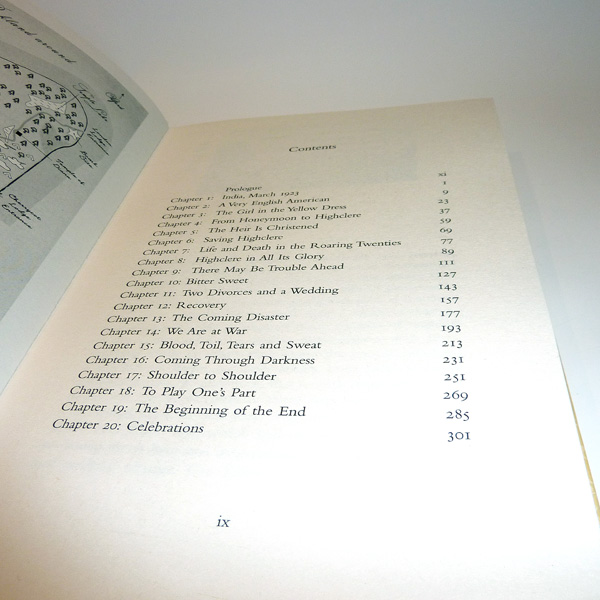 Contents
Prologue xi
Chapter 1: India, March 1923 1
Chapter 2: A Very English American 9
Chapter 3: The Girl in the Yellow Dress 23
Chapter 4: From Honeymoon to Highclere 37
Chapter 5: The Heir Is Christened 59
Chapter 6: Saving Highclere 69
Chapter 7: Life and Death in the Roaring Twenties 77
Chapter 8: Highclere in All Its Glory 89
Chapter 9: There May Be Trouble Ahead 111
Chapter 10: Bitter Sweet 127
Chapter 11: Two Divorces and a Wedding 143
Chapter 12: Recovery 157
Chapter 13: The Coming Disaster 177
Chapter 14: We Are at War 193
Chapter 15: Blood, Toil, Tears and Sweat 213
Chapter 16: Coming Through Darkness 231
Chapter 17: Shoulder to Shoulder 251
Chapter 18: To Play One's Part 269
Chapter 19: The Beginning of the End 285
Chapter 20: Celebrations 301
ix